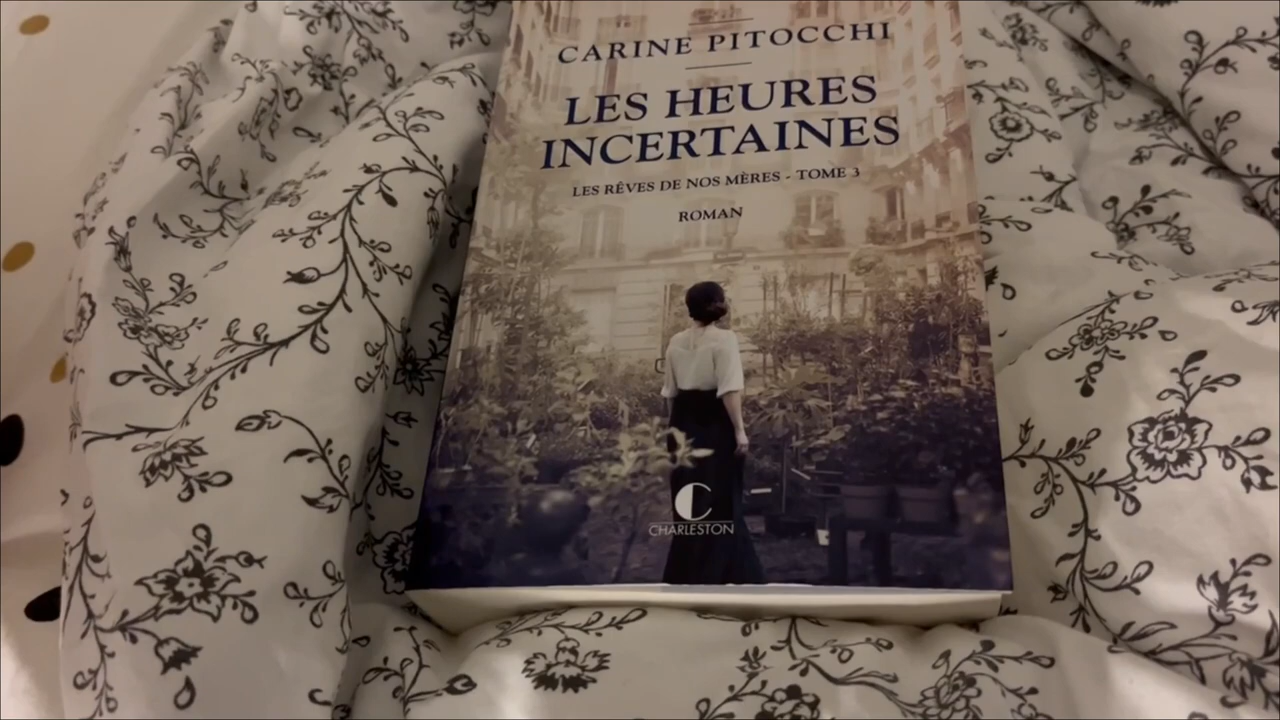 CARINE PITOCCHI
LES HEURES
INCERTAINES
LES RÊVES DE NOS MÈRES - TOME 3
ROMAN
C
CHARLESTON